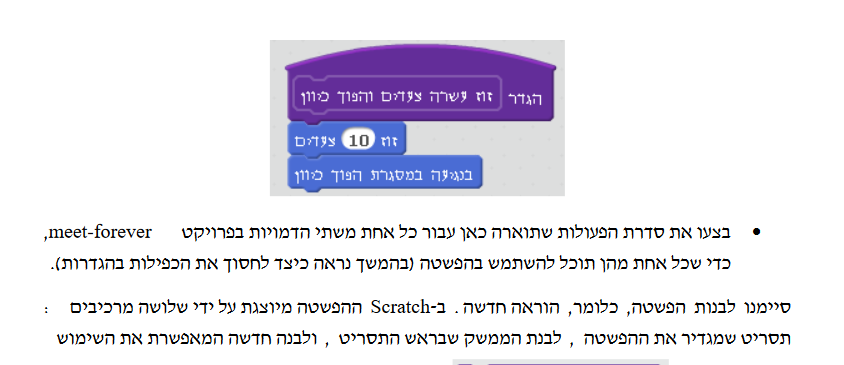 הגדר זוז עשרה צעדים והפוך כיוון
זוז 10 צעדים
בנגיעה במסגרת הפוך כיוון
• בצעו את סדרת הפעולות שתוארה כאן עבור כל אחת משתי הדמויות בפרויקט meet-forever,
כדי שכל אחת מהן תוכל להשתמש בהפשטה (בהמשך נראה כיצד לחסוך את הכפילות בהגדרות).
סיימנו לבנות הפשטה, כלומר, הוראה חדשה. ב-Scratch ההפשטה מיוצגת על ידי שלושה מרכיבים :
תסריט שמגדיר את ההפשטה , לבנת הממשק שבראש התסריט , ולבנה חדשה המאפשרת את השימוש